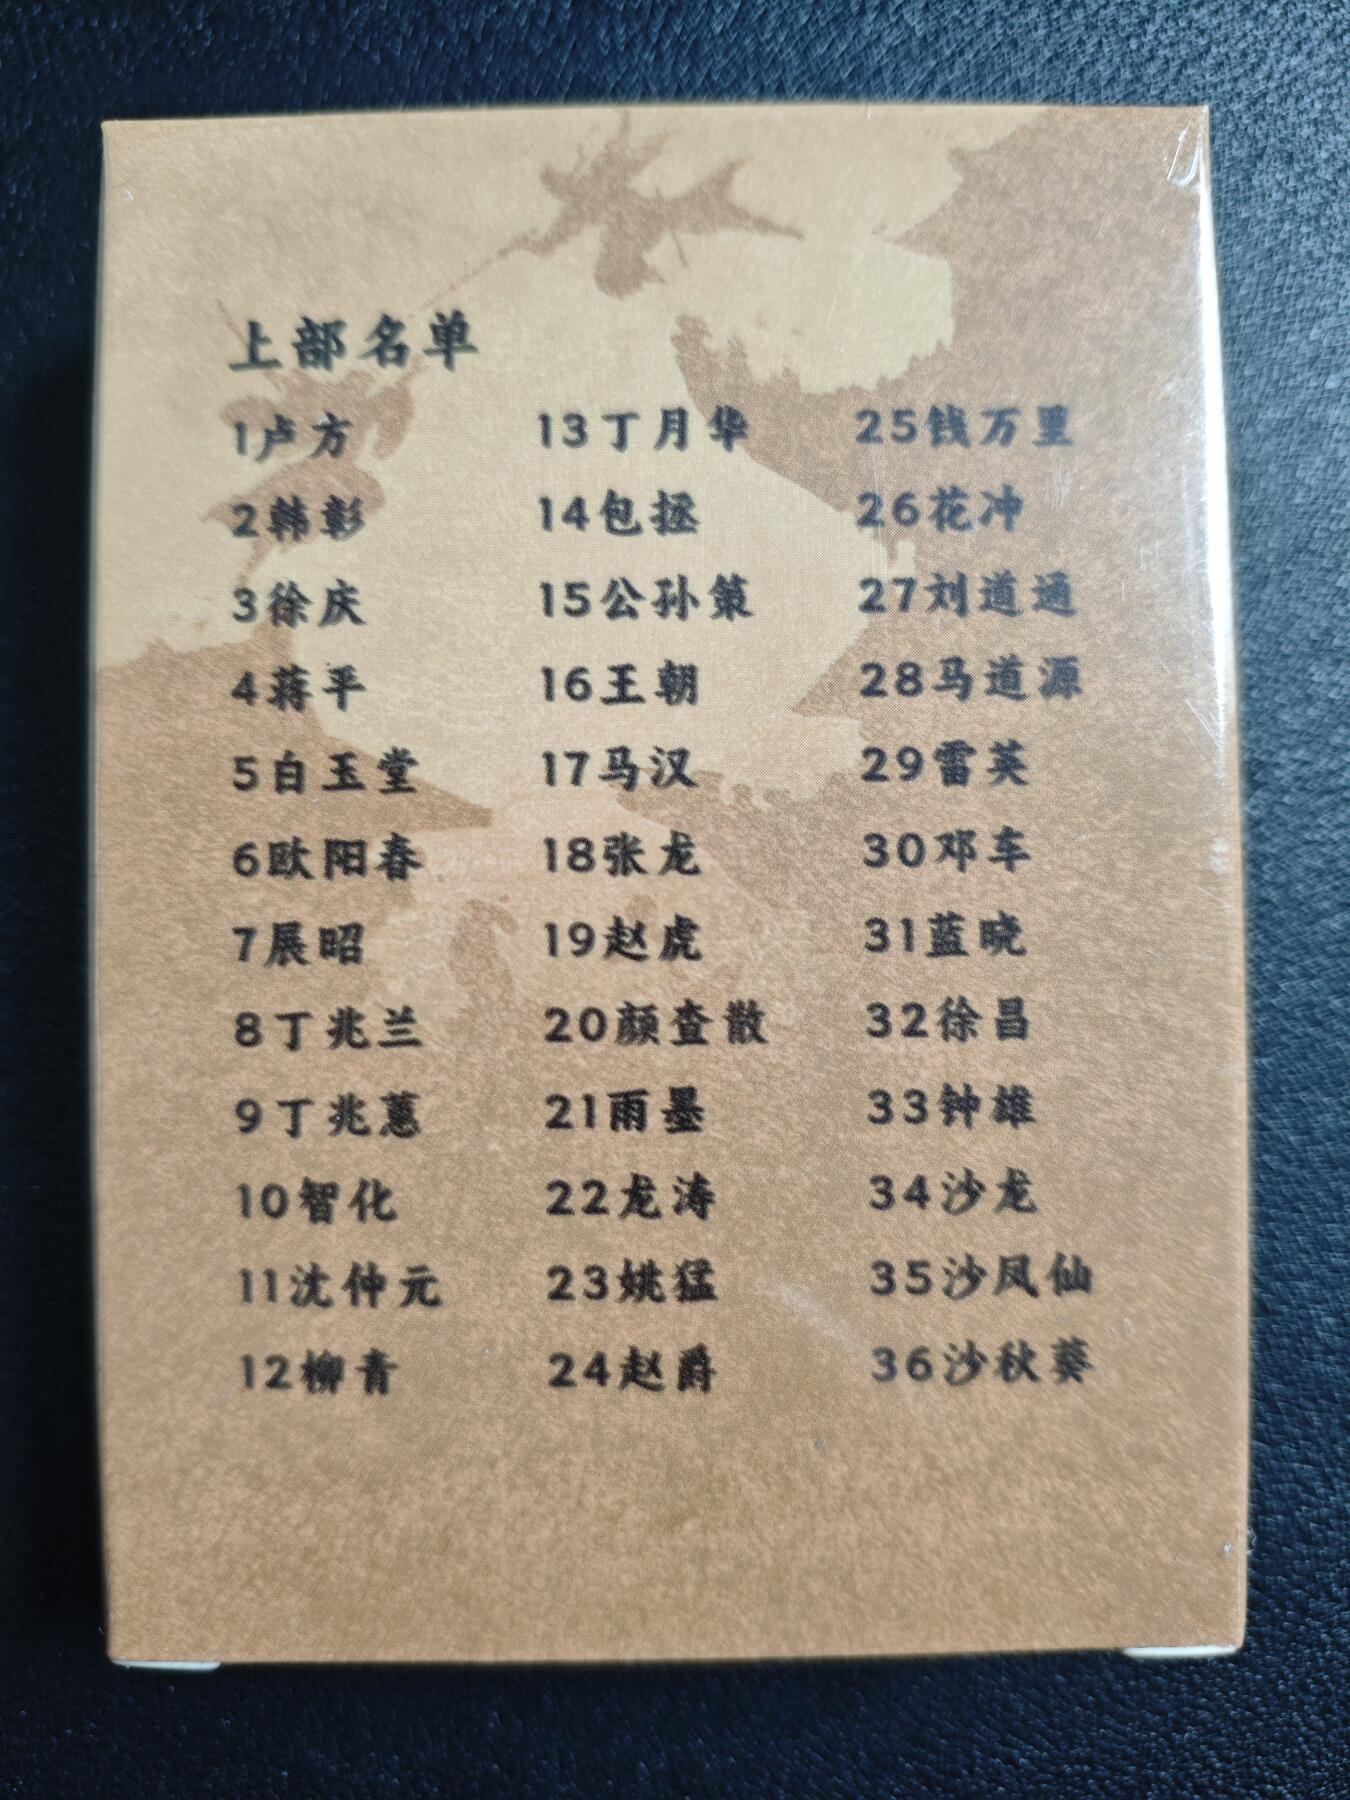 上部名单
1卢方
2韩彰
3徐庆
4蒋平
5白玉堂
6欧阳春
7展昭
8丁兆兰
9丁兆蕙
10智化
11沈仲元
12柳青
13丁月华
14包拯
15公孙策
16王朝
17马汉
18张龙
19赵虎
20颜查散
21雨墨
22龙涛
23姚猛
24赵爵
25钱万里
26花冲
27刘道通
28马道源
29雷英
30邓车
31蓝晓
32徐昌
33钟雄
34沙龙
35沙凤仙
36沙秋葵